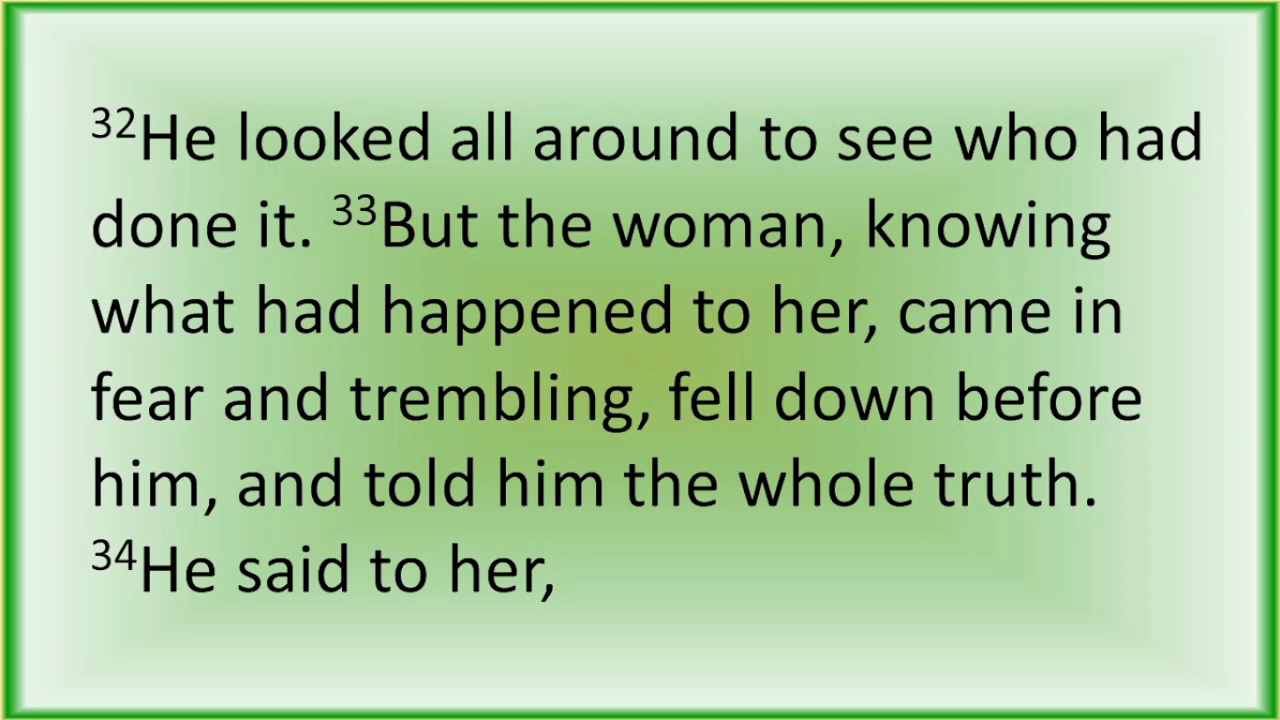 ³²He looked all around to see who had
done it. ³³But the woman, knowing
what had happened to her, came in
fear and trembling, fell down before
him, and told him the whole truth.
³⁴He said to her,